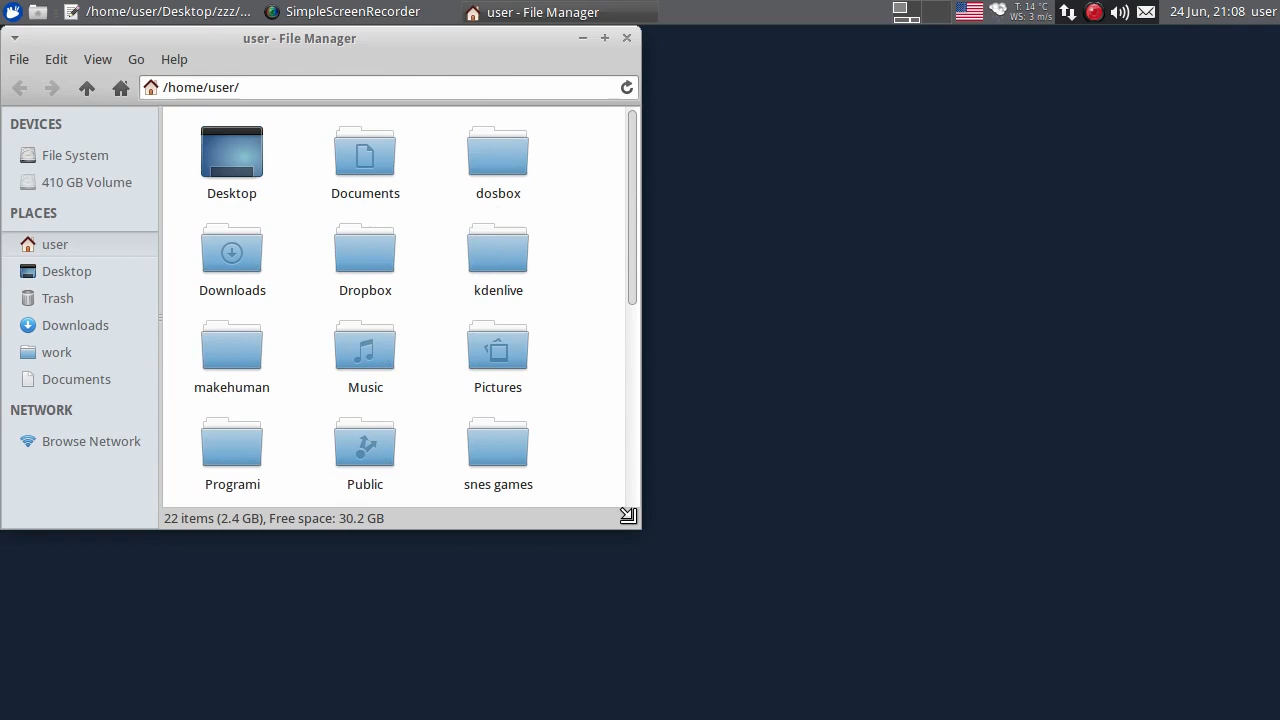 /home/user/Desktop/zzz/...
SimpleScreenRecorder
user - File Manager
T: 14 °C
WS: 3 m/s
24 Jun, 21:08 user
user - File Manager
File Edit View Go Help
/home/user/
DEVICES
File System
410 GB Volume
PLACES
user
Desktop
Trash
Downloads
work
Documents
NETWORK
Browse Network
Desktop Documents dosbox
Downloads Dropbox kdenlive
makehuman Music Pictures
Programi Public snes games
22 items (2.4 GB), Free space: 30.2 GB